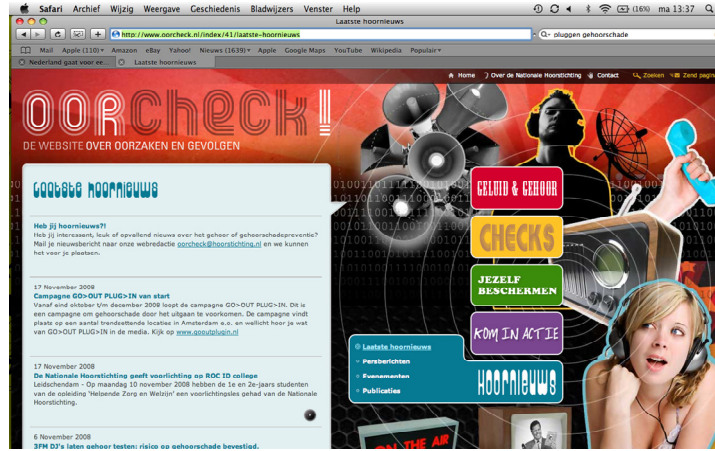 Safari Archief Wijzig Weergave Geschiedenis Bladwijzers Venster Help (16%) ma 13:37
Laatste hoornieuws
http://www.oorcheck.nl/index/41/laatste-hoornieuws
pluggen gehoorschade
Mail Apple (110) Amazon eBay Yahoo! Nieuws (1639) Apple Google Maps YouTube Wikipedia Populair
Nederland gaat voor ee... Laatste hoornieuws
Home Over de Nationale Hoorstichting Contact Zoeken Zend pagin
OORCHECK!
DE WEBSITE OVER OORZAKEN EN GEVOLGEN
Laatste hoornieuws
Heb jij hoornieuws?!
Heb jij interessant, leuk of opvallend nieuws over het gehoor of gehoorschadepreventie?
Mail je nieuwsbericht naar onze webredactie oorcheck@hoorstichting.nl en we kunnen
het voor je plaatsen.
17 November 2008
Campagne GO>OUT PLUG>IN van start
Vanaf eind oktober t/m december 2008 loopt de campagne GO>OUT PLUG>IN. Dit is
een campagne om gehoorschade door het uitgaan te voorkomen. De campagne vindt
plaats op een aantal trendsettende locaties in Amsterdam e.o. en wellicht hoor je wat
van GO>OUT PLUG>IN in de media. Kijk op www.gooutplugin.nl
17 November 2008
De Nationale Hoorstichting geeft voorlichting op ROC ID college
Leidschendam - Op maandag 10 november 2008 hebben de 1e en 2e-jaars studenten
van de opleiding 'Helpende Zorg en Welzijn' een voorlichtingsles gehad van de Nationale
Hoorstichting.
6 November 2008
3FM DJ's laten gehoor testen: risico op gehoorschade bevestigd.
GELUID & GEHOOR
CHECKS
JEZELF
BESCHERMEN
KOM IN ACTIE
Laatste hoornieuws
Persberichten
Evenementen
Publicaties
HOORNIEUWS
ON THE AIR